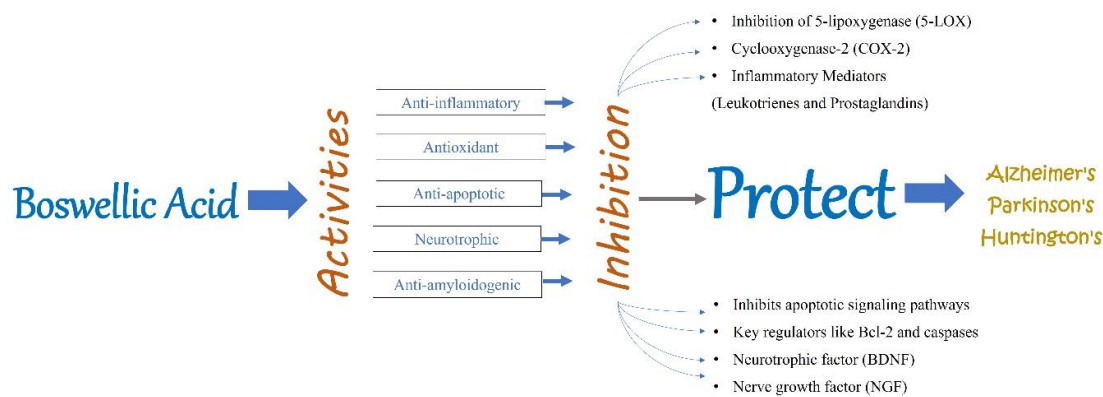 Boswellic Acid
Activities
Anti-inflammatory
Antioxidant
Anti-apoptotic
Neurotrophic
Anti-amyloidogenic
Inhibition
• Inhibition of 5-lipoxygenase (5-LOX)
• Cyclooxygenase-2 (COX-2)
• Inflammatory Mediators
(Leukotrienes and Prostaglandins)
Protect
Alzheimer's
Parkinson's
Huntington's
• Inhibits apoptotic signaling pathways
• Key regulators like Bcl-2 and caspases
• Neurotrophic factor (BDNF)
• Nerve growth factor (NGF)